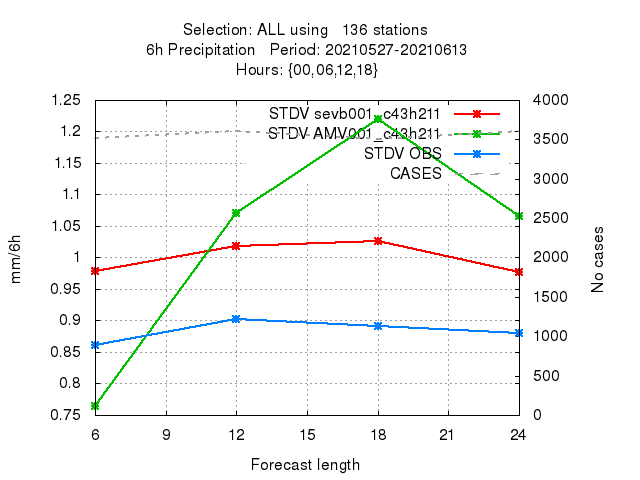 Selection: ALL using   136 stations
6h Precipitation   Period: 20210527-20210613
Hours: {00,06,12,18}
STDV sevb001_c43h211
STDV AMV001_c43h211
STDV OBS
CASES
1.25
1.2
1.15
1.1
1.05
1
0.95
0.9
0.85
0.8
0.75
mm/6h
4000
3500
3000
2500
2000
1500
1000
500
0
No cases
6 9 12 15 18 21 24
Forecast length